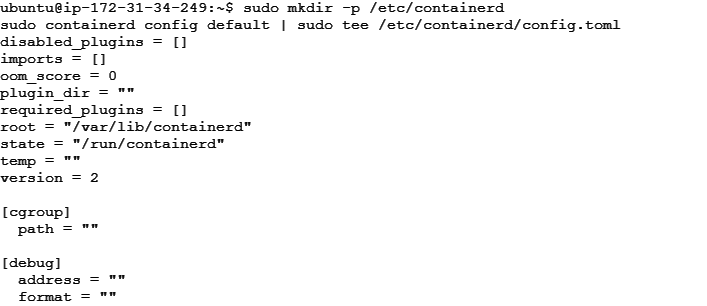 ubuntu@ip-172-31-34-249:~$ sudo mkdir -p /etc/containerd
sudo containerd config default | sudo tee /etc/containerd/config.toml
disabled_plugins = []
imports = []
oom_score = 0
plugin_dir = ""
required_plugins = []
root = "/var/lib/containerd"
state = "/run/containerd"
temp = ""
version = 2

[cgroup]
  path = ""

[debug]
  address = ""
  format = ""